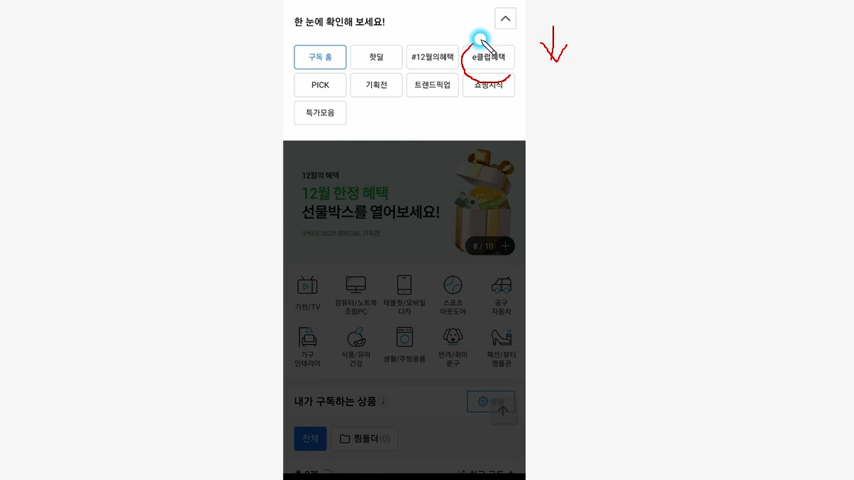 한 눈에 확인해 보세요!
구독 홈
핫딜
#12월의혜택
e클럽혜택
PICK
기획전
트렌드픽업
쇼핑지식
특가모음
12월의 혜택
12월 한정 혜택
선물박스를 열어보세요!
8 / 10 +
가전/TV
컴퓨터/노트북
조립PC
태블릿/모바일
디카
스포츠
아웃도어
공구
자동차
가구
인테리어
식품/유아
건강
생활/주방용품
반려/취미
문구
패션/뷰티
명품관
내가 구독하는 상품
전체
찜폴더(0)